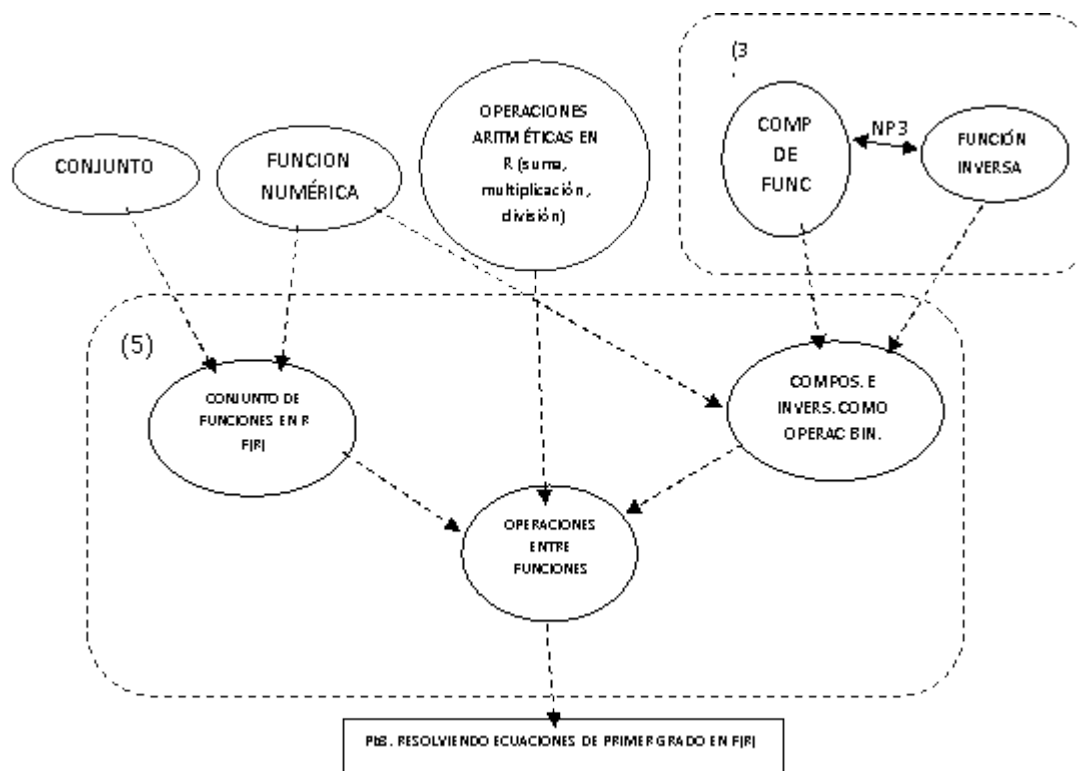 (3
.
CONJUNTO
FUNCION
NUMÉRICA
OPERACIONES
ARITMÉTICAS EN
R (suma,
multiplicación,
división)
COMP
DE
FUNC
NP3
FUNCIÓN
INVERSA
(5)
CONJUNTO DE
FUNCIONES EN R
F(R)
COMPOS. E
INVERS. COMO
OPERAC BIN.
OPERACIONES
ENTRE
FUNCIONES
Pb8. RESOLVIENDO ECUACIONES DE PRIMER GRADO EN F(R)